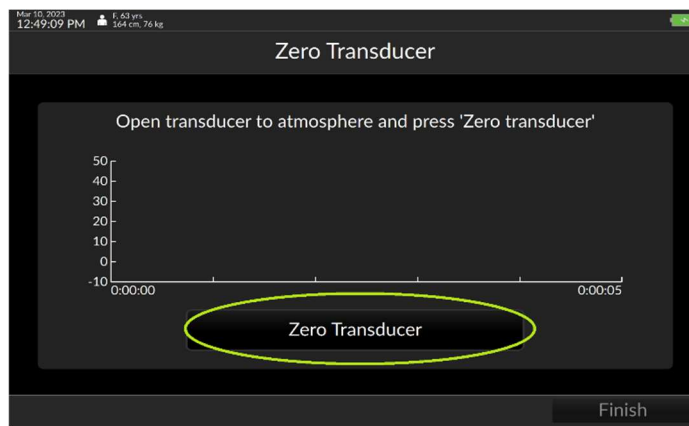 Mar 10, 2023
12:49:09 PM
F, 63 yrs
164 cm, 76 kg
Zero Transducer
Open transducer to atmosphere and press 'Zero transducer'
50
40
30
20
10
0
-10
0:00:00
0:00:05
Zero Transducer
Finish